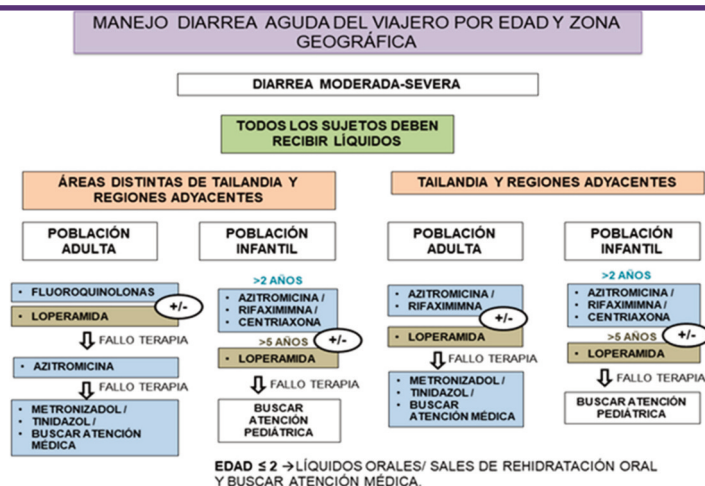 MANEJO DIARREA AGUDA DEL VIAJERO POR EDAD Y ZONA
GEOGRÁFICA
DIARREA MODERADA-SEVERA
TODOS LOS SUJETOS DEBEN
RECIBIR LÍQUIDOS
ÁREAS DISTINTAS DE TAILANDIA Y
REGIONES ADYACENTES
POBLACIÓN
ADULTA
• FLUOROQUINOLONAS
+/-
• LOPERAMIDA
FALLO TERAPIA
• AZITROMICINA
FALLO TERAPIA
• METRONIZADOL /
• TINIDAZOL /
• BUSCAR ATENCIÓN
MÉDICA
POBLACIÓN
INFANTIL
>2 AÑOS
• AZITROMICINA /
• RIFAXIMIMNA /
• CENTRIAXONA
+/-
>5 AÑOS
• LOPERAMIDA
FALLO TERAPIA
BUSCAR
ATENCIÓN
PEDIÁTRICA
TAILANDIA Y REGIONES ADYACENTES
POBLACIÓN
ADULTA
• AZITROMICINA /
• RIFAXIMIMNA
+/-
• LOPERAMIDA
FALLO TERAPIA
• METRONIZADOL /
• TINIDAZOL /
• BUSCAR
ATENCIÓN MÉDICA
POBLACIÓN
INFANTIL
>2 AÑOS
• AZITROMICINA /
• RIFAXIMIMNA /
• CENTRIAXONA
+/-
>5 AÑOS
• LOPERAMIDA
FALLO TERAPIA
BUSCAR ATENCIÓN
PEDIÁTRICA
EDAD ≤ 2 → LÍQUIDOS ORALES/ SALES DE REHIDRATACIÓN ORAL
Y BUSCAR ATENCIÓN MÉDICA.